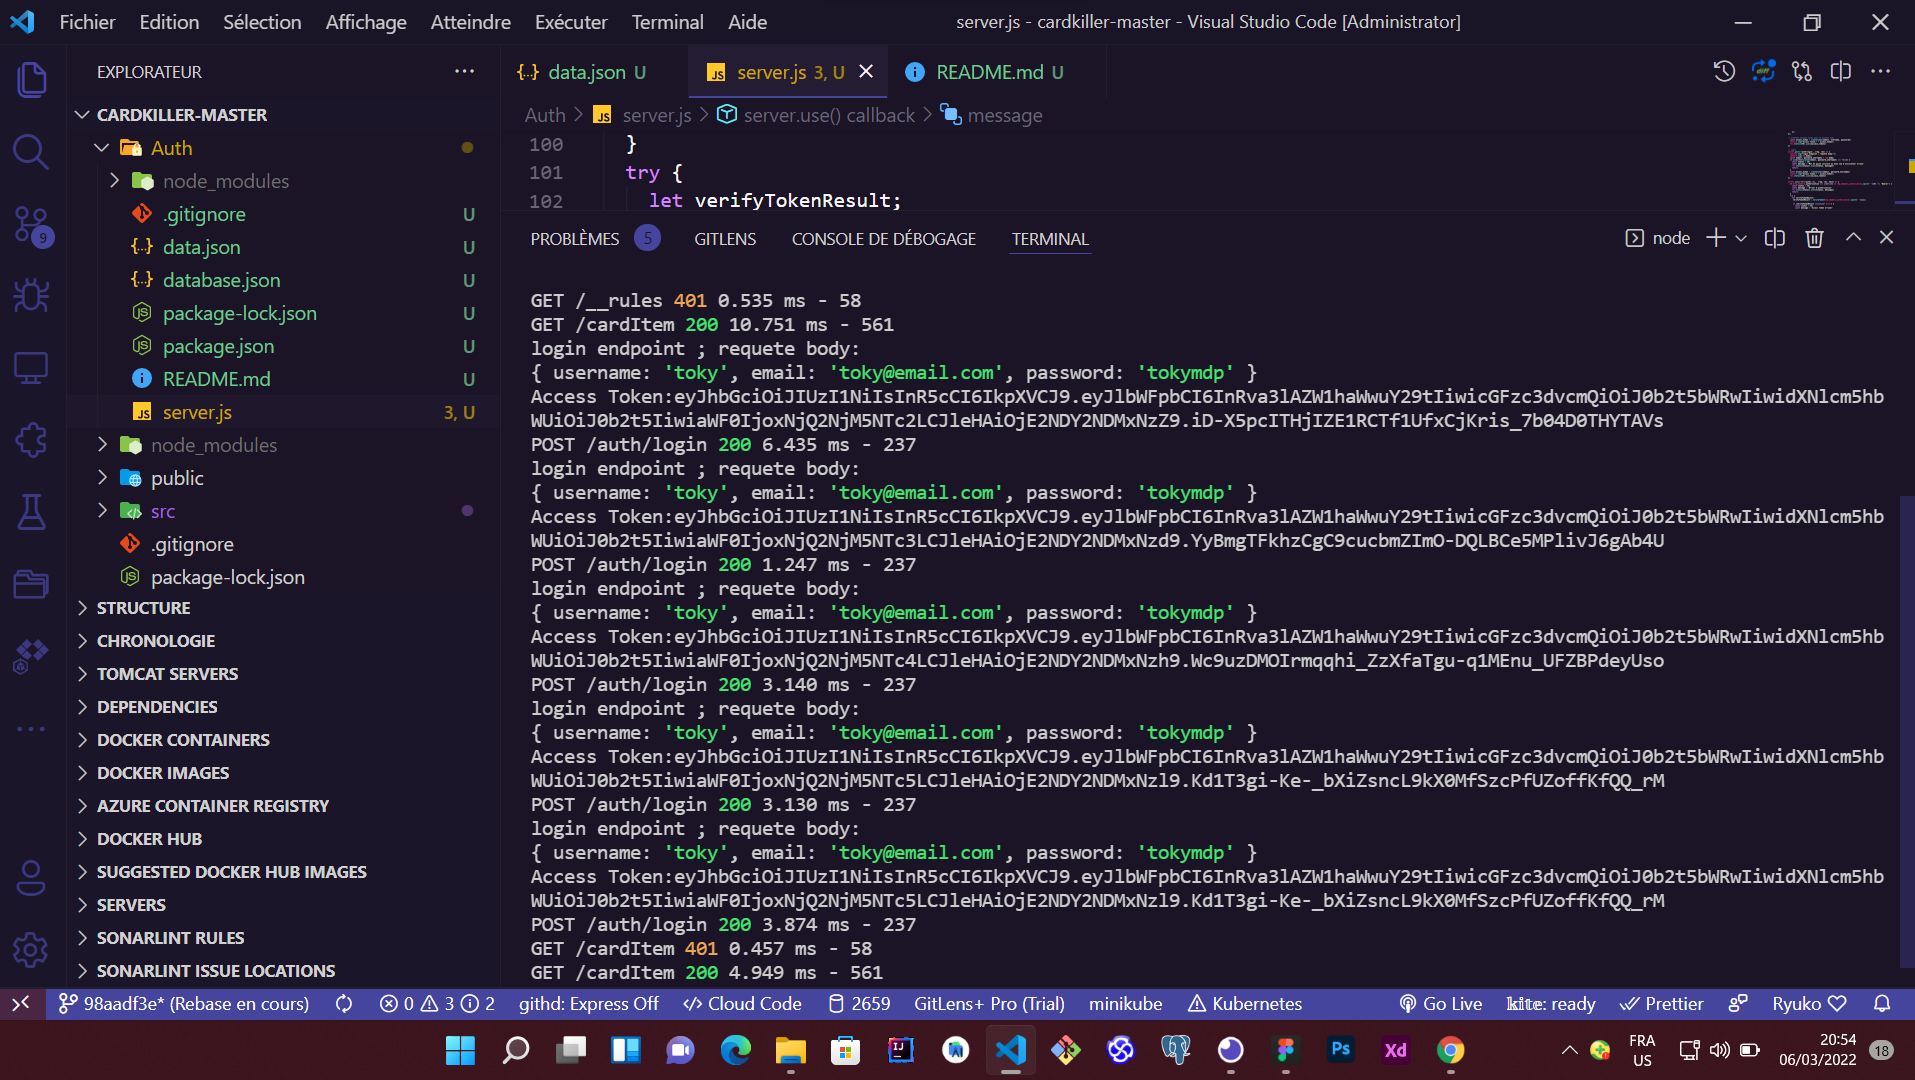 Fichier Edition Sélection Affichage Atteindre Exécuter Terminal Aide server.js - cardkiller-master - Visual Studio Code [Administrator]
EXPLORATEUR
CARDKILLER-MASTER
Auth
node_modules
.gitignore U
data.json U
database.json U
package-lock.json U
package.json U
README.md U
server.js 3, U
node_modules
public
src
.gitignore
package-lock.json
STRUCTURE
CHRONOLOGIE
TOMCAT SERVERS
DEPENDENCIES
DOCKER CONTAINERS
DOCKER IMAGES
AZURE CONTAINER REGISTRY
DOCKER HUB
SUGGESTED DOCKER HUB IMAGES
SERVERS
SONARLINT RULES
SONARLINT ISSUE LOCATIONS
9
data.json U server.js 3, U README.md U
Auth server.js server.use() callback message
100 }
101 try {
102 let verifyTokenResult;
PROBLÈMES 5 GITLENS CONSOLE DE DÉBOGAGE TERMINAL node
GET /__rules 401 0.535 ms - 58
GET /cardItem 200 10.751 ms - 561
login endpoint ; requete body:
{ username: 'toky', email: 'toky@email.com', password: 'tokymdp' }
Access Token:eyJhbGciOiJIUzI1NiIsInR5cCI6IkpXVCJ9.eyJlbWFpbCI6InRva3lAZW1haWwuY29tIiwicGFzc3dvcmQiOiJ0b2t5bWRwIiwidXNlcm5hb
WUiOiJ0b2t5IiwiaWF0IjoxNjQ2NjM5NTc2LCJleHAiOjE2NDY2NDMxNzZ9.iD-X5pcITHjIZE1RCTf1UfxCjKris_7b04D0THYTAVs
POST /auth/login 200 6.435 ms - 237
login endpoint ; requete body:
{ username: 'toky', email: 'toky@email.com', password: 'tokymdp' }
Access Token:eyJhbGciOiJIUzI1NiIsInR5cCI6IkpXVCJ9.eyJlbWFpbCI6InRva3lAZW1haWwuY29tIiwicGFzc3dvcmQiOiJ0b2t5bWRwIiwidXNlcm5hb
WUiOiJ0b2t5IiwiaWF0IjoxNjQ2NjM5NTc3LCJleHAiOjE2NDY2NDMxNzd9.YyBmgTFkhzCgC9cucbmZImO-DQLBCe5MPlivJ6gAb4U
POST /auth/login 200 1.247 ms - 237
login endpoint ; requete body:
{ username: 'toky', email: 'toky@email.com', password: 'tokymdp' }
Access Token:eyJhbGciOiJIUzI1NiIsInR5cCI6IkpXVCJ9.eyJlbWFpbCI6InRva3lAZW1haWwuY29tIiwicGFzc3dvcmQiOiJ0b2t5bWRwIiwidXNlcm5hb
WUiOiJ0b2t5IiwiaWF0IjoxNjQ2NjM5NTc4LCJleHAiOjE2NDY2NDMxNzh9.Wc9uzDMOIrmqqhi_ZzXfaTgu-q1MEnu_UFZBPdeyUso
POST /auth/login 200 3.140 ms - 237
login endpoint ; requete body:
{ username: 'toky', email: 'toky@email.com', password: 'tokymdp' }
Access Token:eyJhbGciOiJIUzI1NiIsInR5cCI6IkpXVCJ9.eyJlbWFpbCI6InRva3lAZW1haWwuY29tIiwicGFzc3dvcmQiOiJ0b2t5bWRwIiwidXNlcm5hb
WUiOiJ0b2t5IiwiaWF0IjoxNjQ2NjM5NTc5LCJleHAiOjE2NDY2NDMxNzl9.Kd1T3gi-Ke-_bXiZsncL9kX0MfSzcPfUZoffKfQQ_rM
POST /auth/login 200 3.130 ms - 237
login endpoint ; requete body:
{ username: 'toky', email: 'toky@email.com', password: 'tokymdp' }
Access Token:eyJhbGciOiJIUzI1NiIsInR5cCI6IkpXVCJ9.eyJlbWFpbCI6InRva3lAZW1haWwuY29tIiwicGFzc3dvcmQiOiJ0b2t5bWRwIiwidXNlcm5hb
WUiOiJ0b2t5IiwiaWF0IjoxNjQ2NjM5NTc5LCJleHAiOjE2NDY2NDMxNzl9.Kd1T3gi-Ke-_bXiZsncL9kX0MfSzcPfUZoffKfQQ_rM
POST /auth/login 200 3.874 ms - 237
GET /cardItem 401 0.457 ms - 58
GET /cardItem 200 4.949 ms - 561
98aadf3e* (Rebase en cours) 0 3 2 githd: Express Off Cloud Code 2659 GitLens+ Pro (Trial) minikube Kubernetes Go Live kite: ready Prettier Ryuko
FRA 20:54
US 06/03/2022 18
Ps Xd